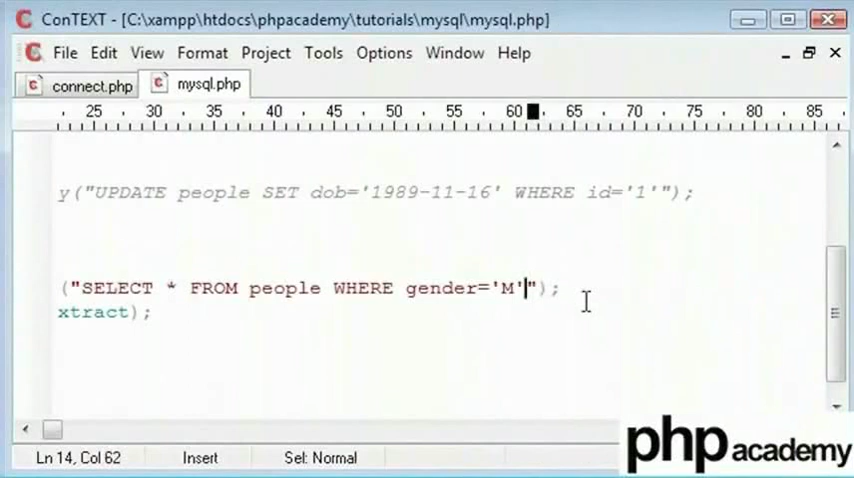 ConTEXT - [C:\xampp\htdocs\phpacademy\tutorials\mysql\mysql.php]
File Edit View Format Project Tools Options Window Help
connect.php mysql.php
25 30 35 40 45 50 55 60 65 70 75 80 85
y("UPDATE people SET dob='1989-11-16' WHERE id='1'");
("SELECT * FROM people WHERE gender='M'");
xtract);
Ln 14, Col 62 Insert Sel: Normal
php academy